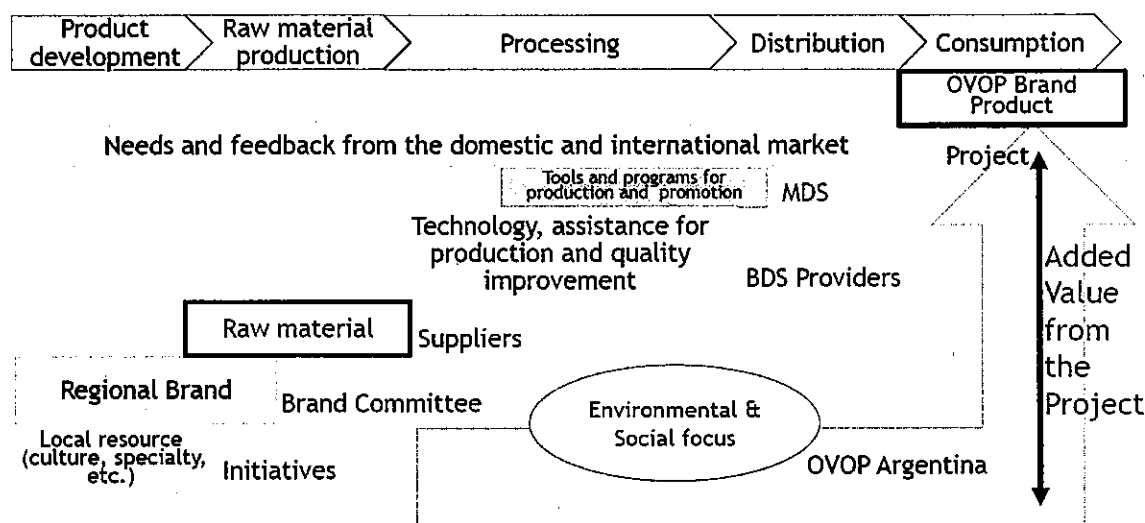 Product
development
Raw material
production
Processing
Distribution
Consumption
OVOP Brand
Product
Needs and feedback from the domestic and international market
Project
Tools and programs for
production and promotion
MDS
Technology, assistance for
production and quality
improvement
BDS Providers
Added
Value
from
the
Project
Raw material
Suppliers
Regional Brand
Brand Committee
Environmental &
Social focus
Local resource
(culture, specialty,
etc.)
Initiatives
OVOP Argentina